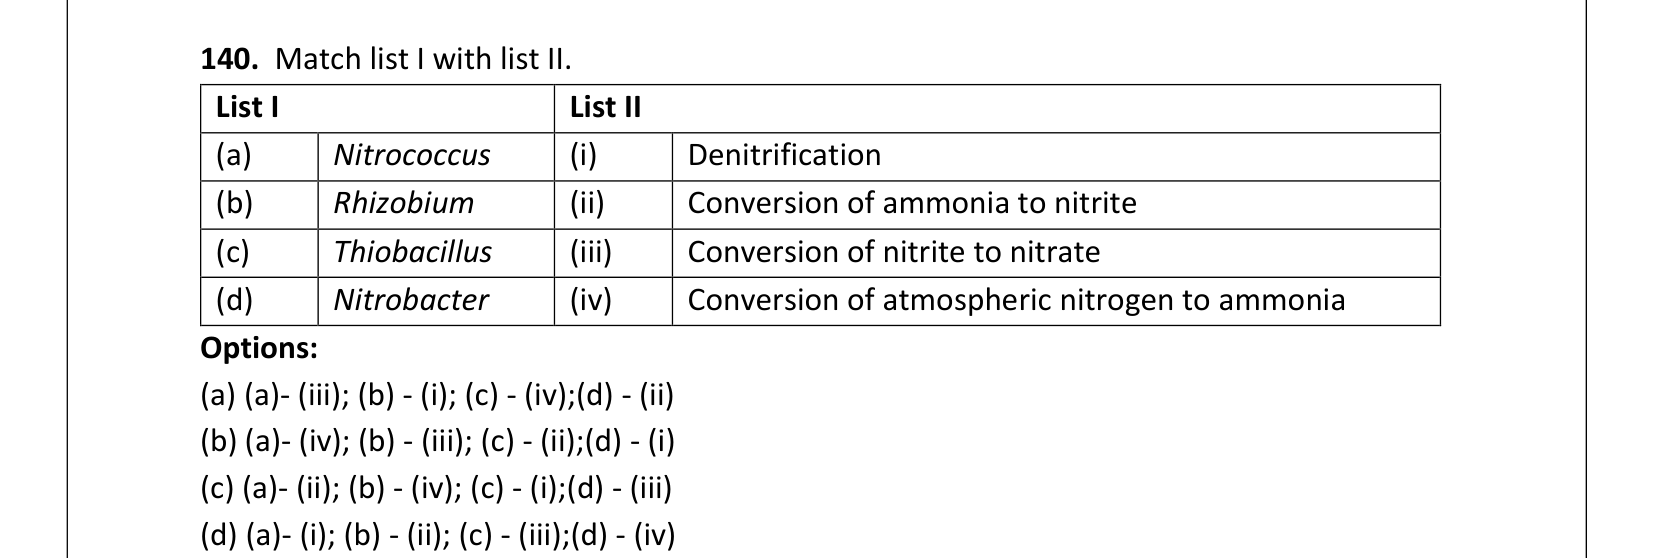 140. Match list I with list II.
List I List II
(a) Nitrococcus (i) Denitrification
(b) Rhizobium (ii) Conversion of ammonia to nitrite
(c) Thiobacillus (iii) Conversion of nitrite to nitrate
(d) Nitrobacter (iv) Conversion of atmospheric nitrogen to ammonia
Options:
(a) (a)- (iii); (b) - (i); (c) - (iv);(d) - (ii)
(b) (a)- (iv); (b) - (iii); (c) - (ii);(d) - (i)
(c) (a)- (ii); (b) - (iv); (c) - (i);(d) - (iii)
(d) (a)- (i); (b) - (ii); (c) - (iii);(d) - (iv)